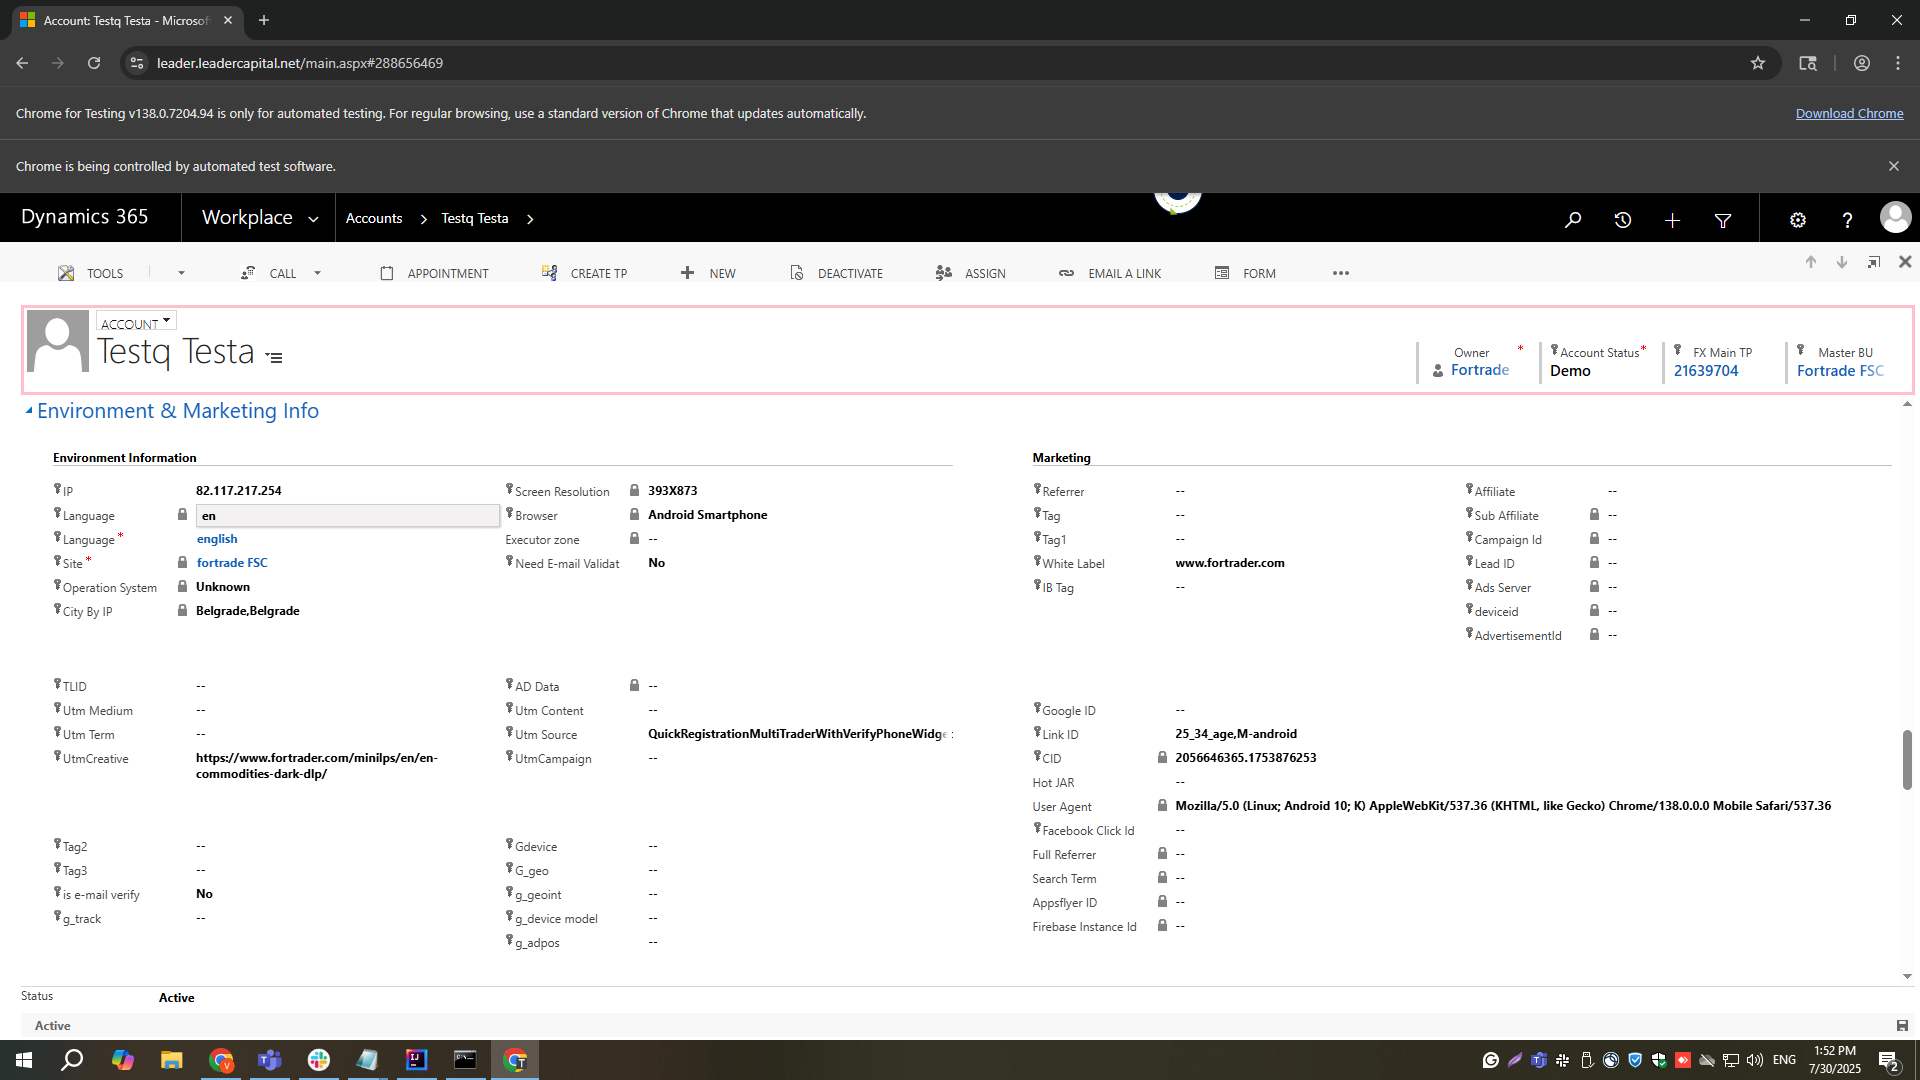 Account: Testq Testa - Microsof
leader.leadercapital.net/main.aspx#288656469
Chrome for Testing v138.0.7204.94 is only for automated testing. For regular browsing, use a standard version of Chrome that updates automatically.
Download Chrome
Chrome is being controlled by automated test software.
Dynamics 365
Workplace
Accounts
Testq Testa
TOOLS
CALL
APPOINTMENT
CREATE TP
NEW
DEACTIVATE
ASSIGN
EMAIL A LINK
FORM
ACCOUNT
Testq Testa
Owner *
Fortrade
Account Status *
Demo
FX Main TP
21639704
Master BU
Fortrade FSC
Environment & Marketing Info
Environment Information
IP 82.117.217.254
Language en
Language * english
Site * fortrade FSC
Operation System Unknown
City By IP Belgrade,Belgrade
Screen Resolution 393X873
Browser Android Smartphone
Executor zone --
Need E-mail Validat No
TLID --
Utm Medium --
Utm Term --
UtmCreative https://www.fortrader.com/minilps/en/en-
commodities-dark-dlp/
AD Data --
Utm Content --
Utm Source QuickRegistrationMultiTraderWithVerifyPhoneWidge
UtmCampaign --
Tag2 --
Tag3 --
is e-mail verify No
g_track --
Gdevice --
G_geo --
g_geoint --
g_device model --
g_adpos --
Marketing
Referrer --
Tag --
Tag1 --
White Label www.fortrader.com
IB Tag --
Affiliate --
Sub Affiliate --
Campaign Id --
Lead ID --
Ads Server --
deviceid --
AdvertisementId --
Google ID --
Link ID 25_34_age,M-android
CID 2056646365.1753876253
Hot JAR --
User Agent Mozilla/5.0 (Linux; Android 10; K) AppleWebKit/537.36 (KHTML, like Gecko) Chrome/138.0.0.0 Mobile Safari/537.36
Facebook Click Id --
Full Referrer --
Search Term --
Appsflyer ID --
Firebase Instance Id --
Status Active
Active
ENG
1:52 PM
7/30/2025
2